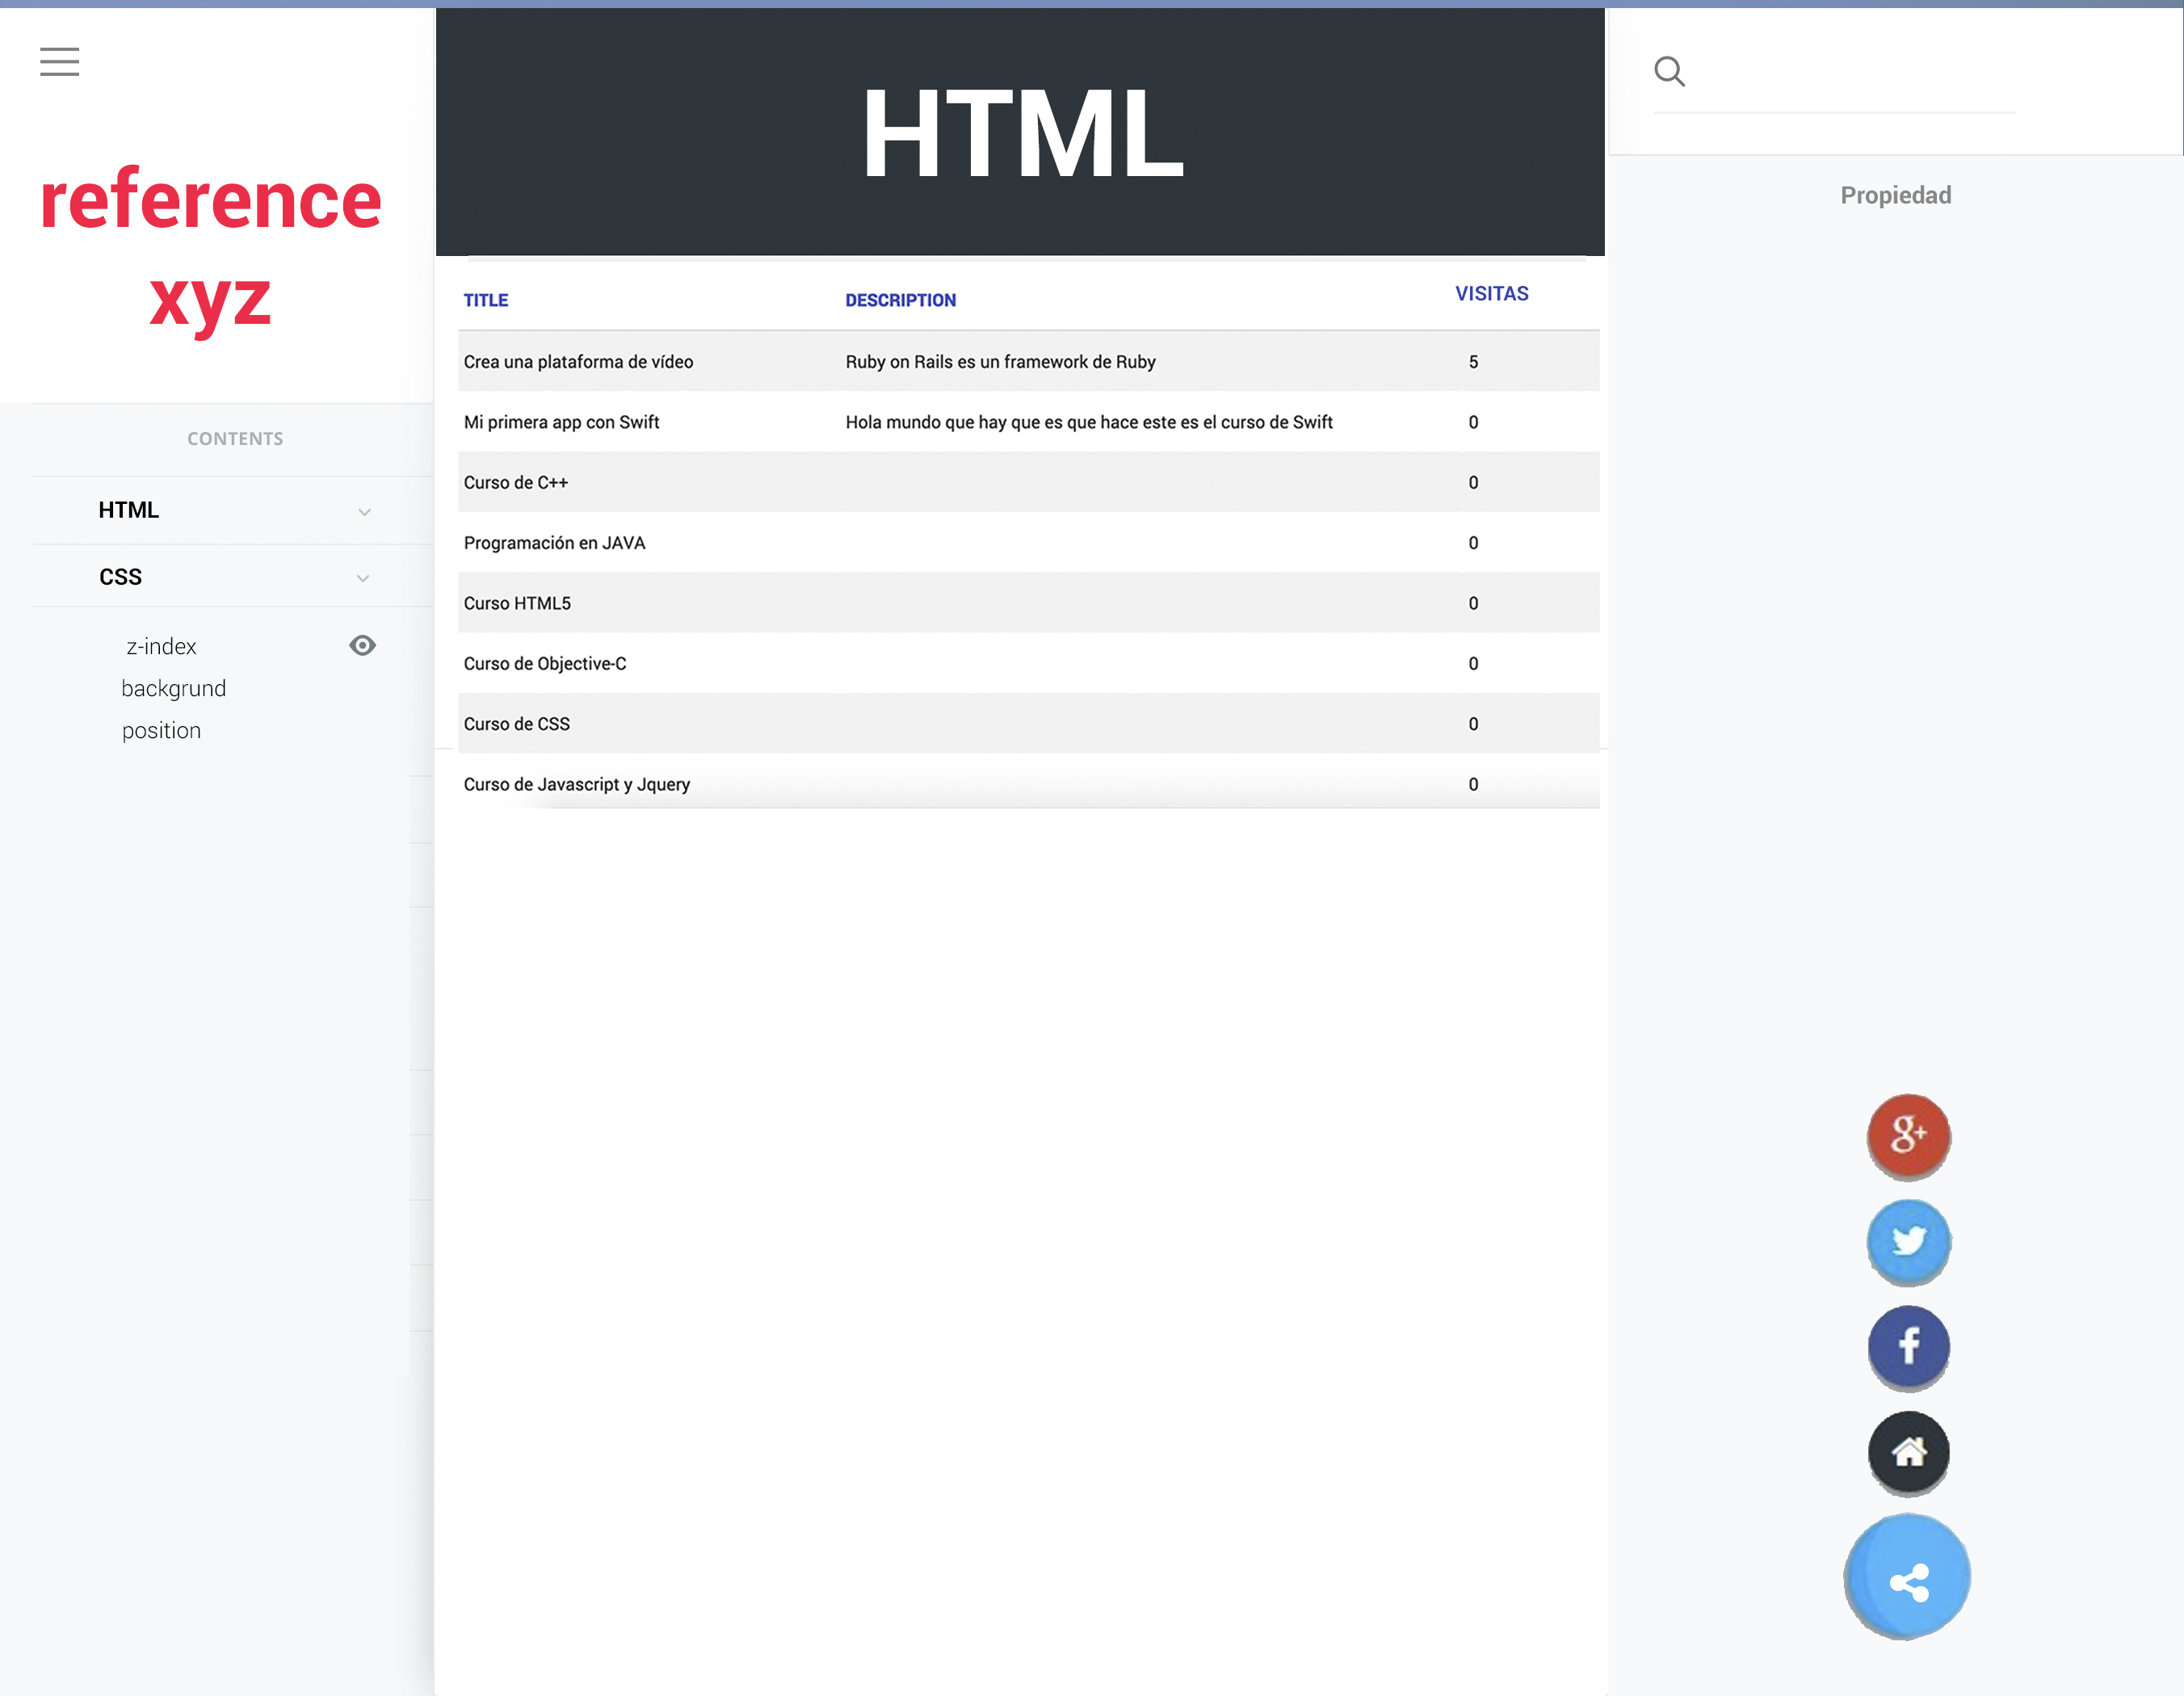 reference
xyz
CONTENTS
HTML
CSS
z-index
backgrund
position
HTML
TITLE DESCRIPTION VISITAS
Crea una plataforma de vídeo Ruby on Rails es un framework de Ruby 5
Mi primera app con Swift Hola mundo que hay que es que hace este es el curso de Swift 0
Curso de C++ 0
Programación en JAVA 0
Curso HTML5 0
Curso de Objective-C 0
Curso de CSS 0
Curso de Javascript y Jquery 0
Propiedad
g+
f